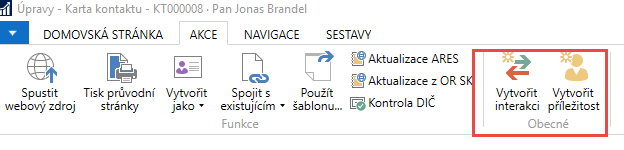 Úpravy - Karta kontaktu - KT000008 · Pan Jonas Brandel
DOMOVSKÁ STRÁNKA AKCE NAVIGACE SESTAVY
Spustit
webový zdroj
Tisk průvodní
stránky
Vytvořit
jako
Spojit s
existujícím
Použít
šablonu...
Aktualizace ARES
Aktualizace z OR SK
Kontrola DIČ
Vytvořit
interakci
Vytvořit
příležitost
Funkce
Obecné